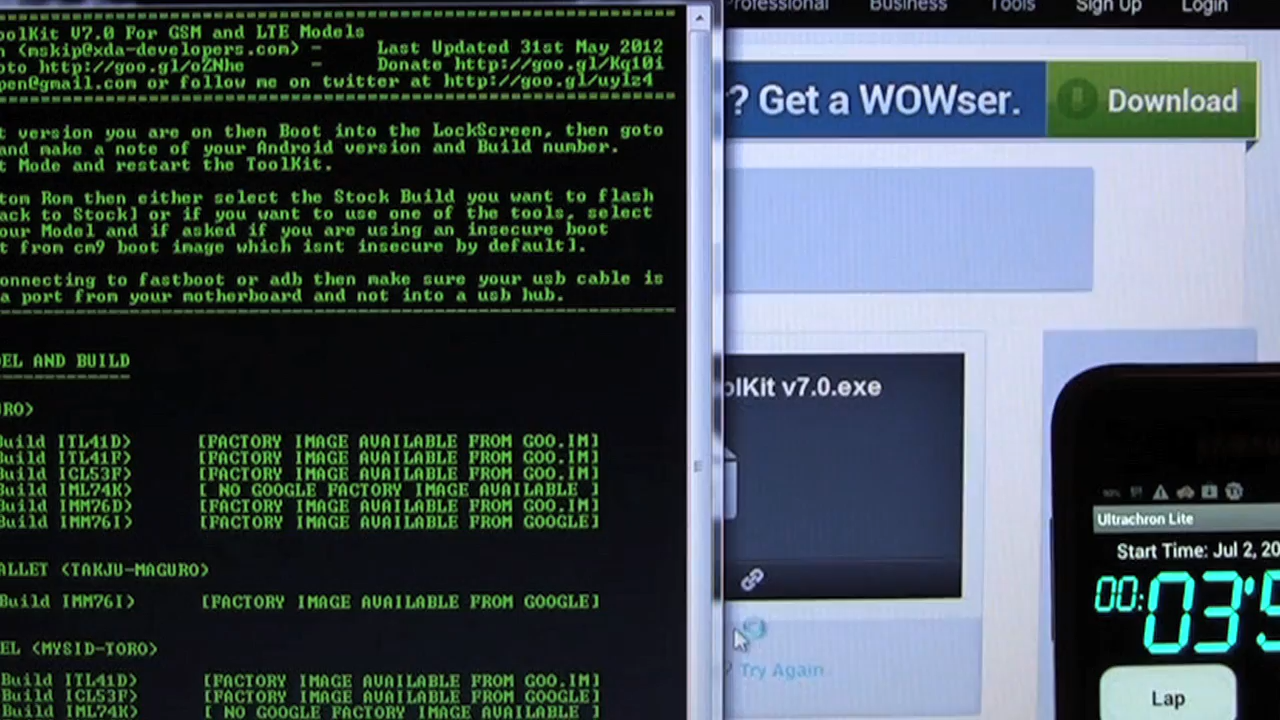 oolKit V7.0 For GSM and LTE Models
n (mskip@xda-developers.com) - Last Updated 31st May 2012
oto http://goo.gl/oZNhe - Donate http://goo.gl/Kq10i
pen@gmail.com or follow me on twitter at http://goo.gl/uylz4
t version you are on then Boot into the LockScreen, then goto
and make a note of your Android version and Build number.
t Mode and restart the ToolKit.
tom Rom then either select the Stock Build you want to flash
ack to Stock] or if you want to use one of the tools, select
our Model and if asked if you are using an insecure boot
t from cm9 boot image which isnt insecure by default].
onnecting to fastboot or adb then make sure your usb cable is
a port from your motherboard and not into a usb hub.
EL AND BUILD
URO)
Build ITL41D) [FACTORY IMAGE AVAILABLE FROM GOO.IM]
Build ITL41F) [FACTORY IMAGE AVAILABLE FROM GOO.IM]
Build ICL53F) [FACTORY IMAGE AVAILABLE FROM GOO.IM]
Build IML74K) [ NO GOOGLE FACTORY IMAGE AVAILABLE ]
Build IMM76D) [FACTORY IMAGE AVAILABLE FROM GOO.IM]
Build IMM76I) [FACTORY IMAGE AVAILABLE FROM GOOGLE]
ALLET (TAKJU-MAGURO)
Build IMM76I) [FACTORY IMAGE AVAILABLE FROM GOOGLE]
EL (MYSID-TORO)
Build ITL41D) [FACTORY IMAGE AVAILABLE FROM GOO.IM]
Build ICL53F) [FACTORY IMAGE AVAILABLE FROM GOO.IM]
Build IML74K) [ NO GOOGLE FACTORY IMAGE AVAILABLE ]
rofessional Business Tools Sign Up Login
? Get a WOWser. Download
olKit v7.0.exe
? Try Again
Ultrachron Lite
Start Time: Jul 2, 20
00:03:5
Lap